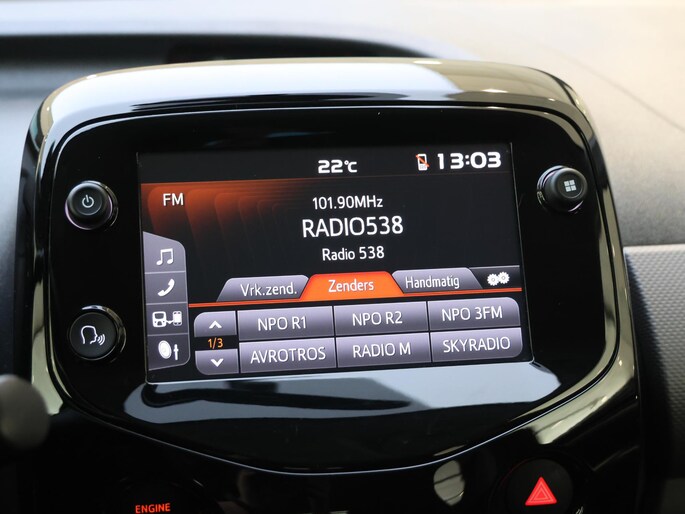 22°C
13:03
FM
101.90MHz
RADIO538
Radio 538
Vrk.zend. Zenders Handmatig
NPO R1 NPO R2 NPO 3FM
1/3
AVROTROS RADIO M SKYRADIO
ENGINE